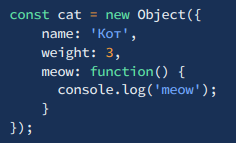 const cat = new Object({
    name: 'Кот',
    weight: 3,
    meow: function() {
      console.log('meow');
    }
});